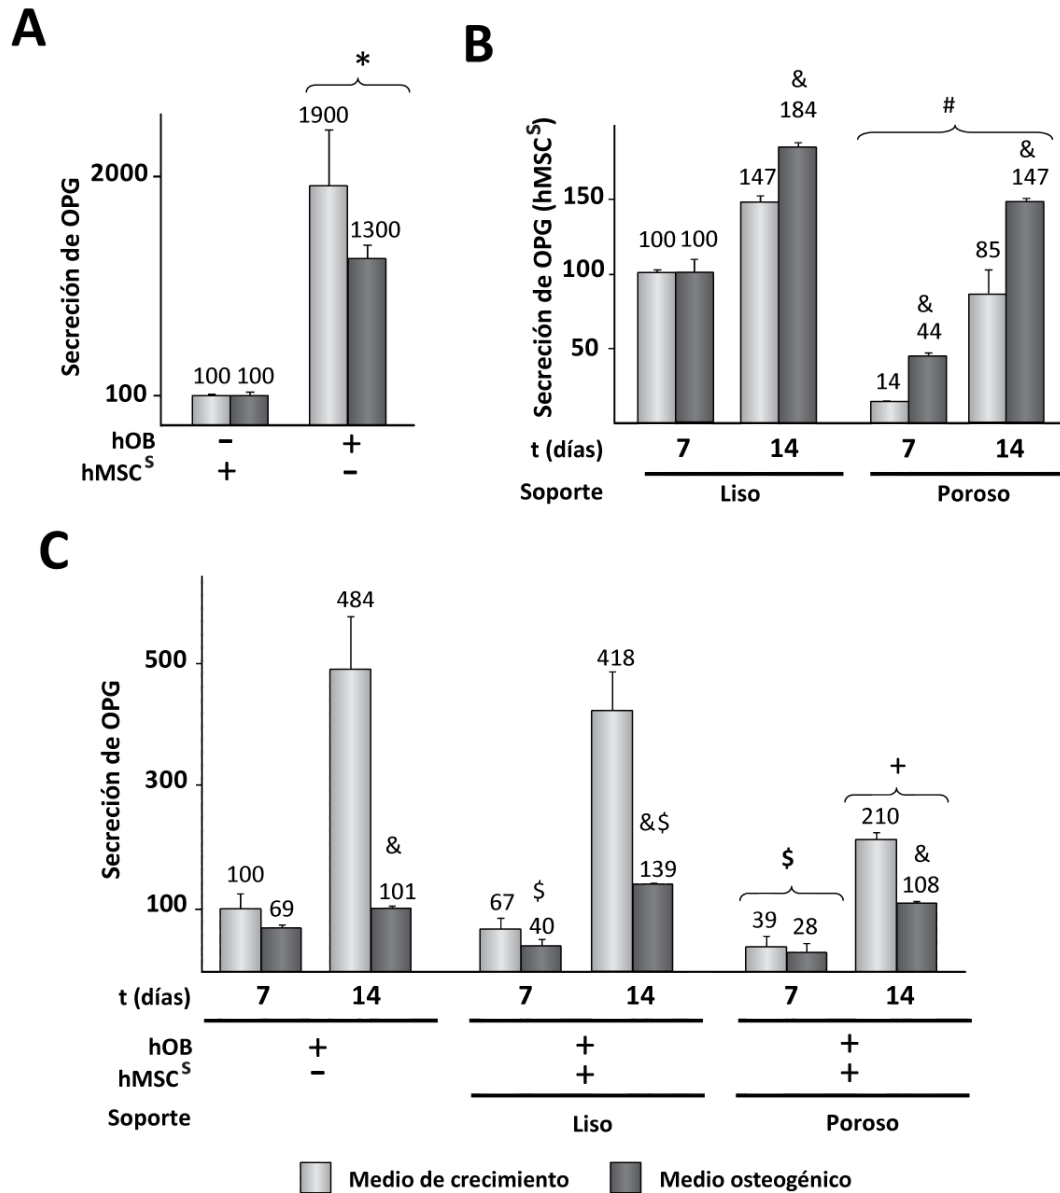 A
*
1900
2000
1300
100 100
100
Secreción de OPG
hOB - +
hMSCS + -
B
&
184
#
147
&
147
150
100 100
100
85
&
44
50
14
Secreción de OPG (hMSCS)
t (días) 7 14 7 14
Soporte Liso Poroso
C
484
500
418
300
+
210
&
&$
$
&
100
100
69
101
67
$
40
139
39 28
108
Secreción de OPG
t (días) 7 14 7 14 7 14
hOB + + +
hMSCS - + +
Soporte Liso Poroso
Medio de crecimiento Medio osteogénico